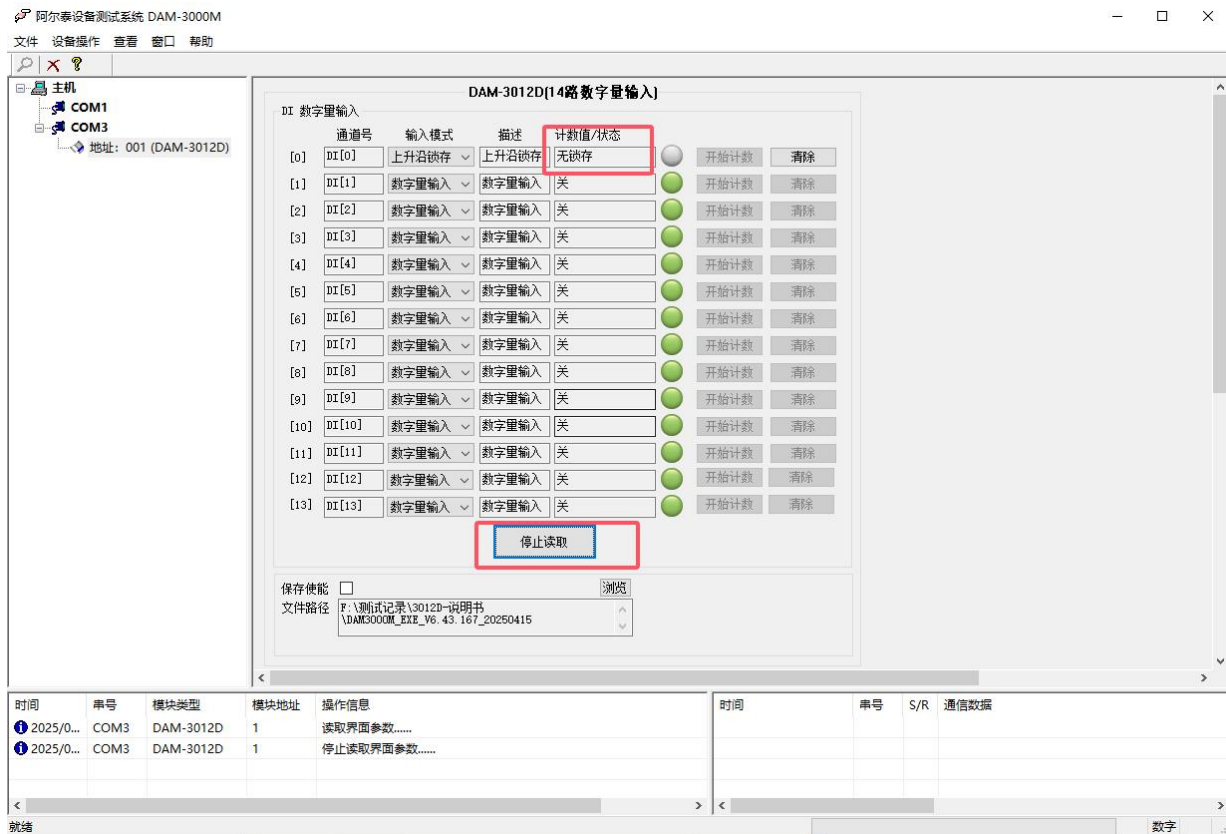 阿尔泰设备测试系统 DAM-3000M
文件 设备操作 查看 窗口 帮助
主机
COM1
COM3
地址：001 (DAM-3012D)
DAM-3012D(14路数字量输入)
DI 数字量输入
通道号 输入模式 描述 计数值/状态
[0] DI[0] 上升沿锁存 上升沿锁存 无锁存 开始计数 清除
[1] DI[1] 数字量输入 数字量输入 关 开始计数 清除
[2] DI[2] 数字量输入 数字量输入 关 开始计数 清除
[3] DI[3] 数字量输入 数字量输入 关 开始计数 清除
[4] DI[4] 数字量输入 数字量输入 关 开始计数 清除
[5] DI[5] 数字量输入 数字量输入 关 开始计数 清除
[6] DI[6] 数字量输入 数字量输入 关 开始计数 清除
[7] DI[7] 数字量输入 数字量输入 关 开始计数 清除
[8] DI[8] 数字量输入 数字量输入 关 开始计数 清除
[9] DI[9] 数字量输入 数字量输入 关 开始计数 清除
[10] DI[10] 数字量输入 数字量输入 关 开始计数 清除
[11] DI[11] 数字量输入 数字量输入 关 开始计数 清除
[12] DI[12] 数字量输入 数字量输入 关 开始计数 清除
[13] DI[13] 数字量输入 数字量输入 关 开始计数 清除
停止读取
保存使能 浏览
文件路径 F:\测试记录\3012D-说明书
\DAM3000M_EXE_V6.43.167_20250415
时间 串号 模块类型 模块地址 操作信息 时间 串号 S/R 通信数据
2025/0... COM3 DAM-3012D 1 读取界面参数......
2025/0... COM3 DAM-3012D 1 停止读取界面参数......
就绪 数字